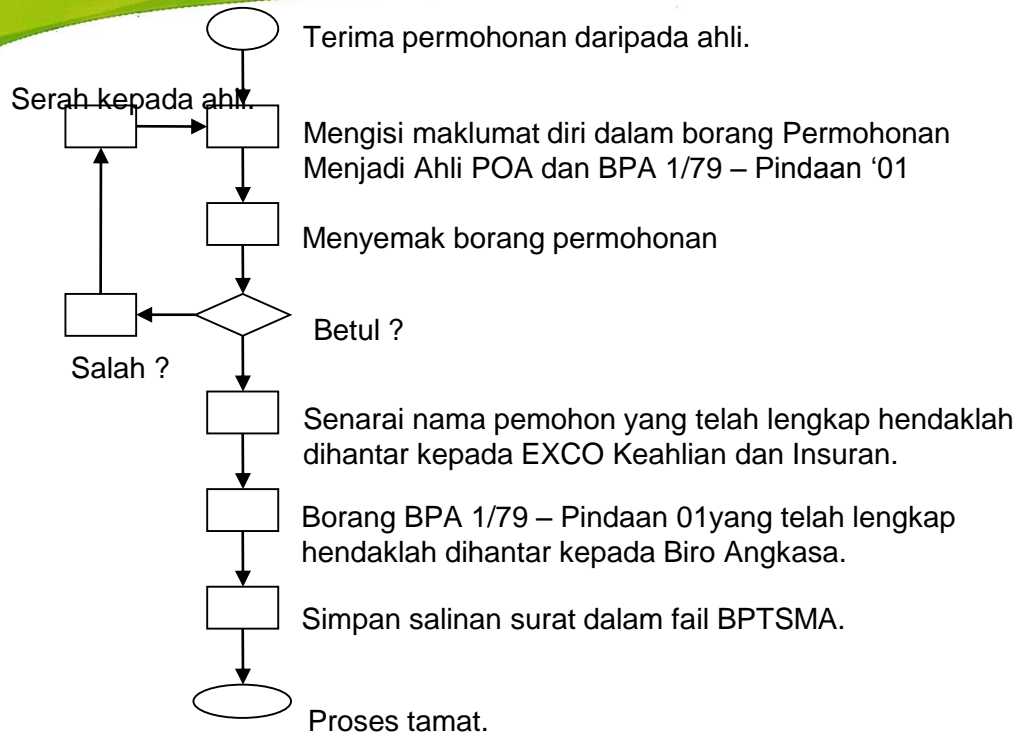 Terima permohonan daripada ahli.
Serah kepada ahli.
Mengisi maklumat diri dalam borang Permohonan
Menjadi Ahli POA dan BPA 1/79 – Pindaan ‘01
Menyemak borang permohonan
Betul ?
Salah ?
Senarai nama pemohon yang telah lengkap hendaklah
dihantar kepada EXCO Keahlian dan Insuran.
Borang BPA 1/79 – Pindaan 01yang telah lengkap
hendaklah dihantar kepada Biro Angkasa.
Simpan salinan surat dalam fail BPTSMA.
Proses tamat.